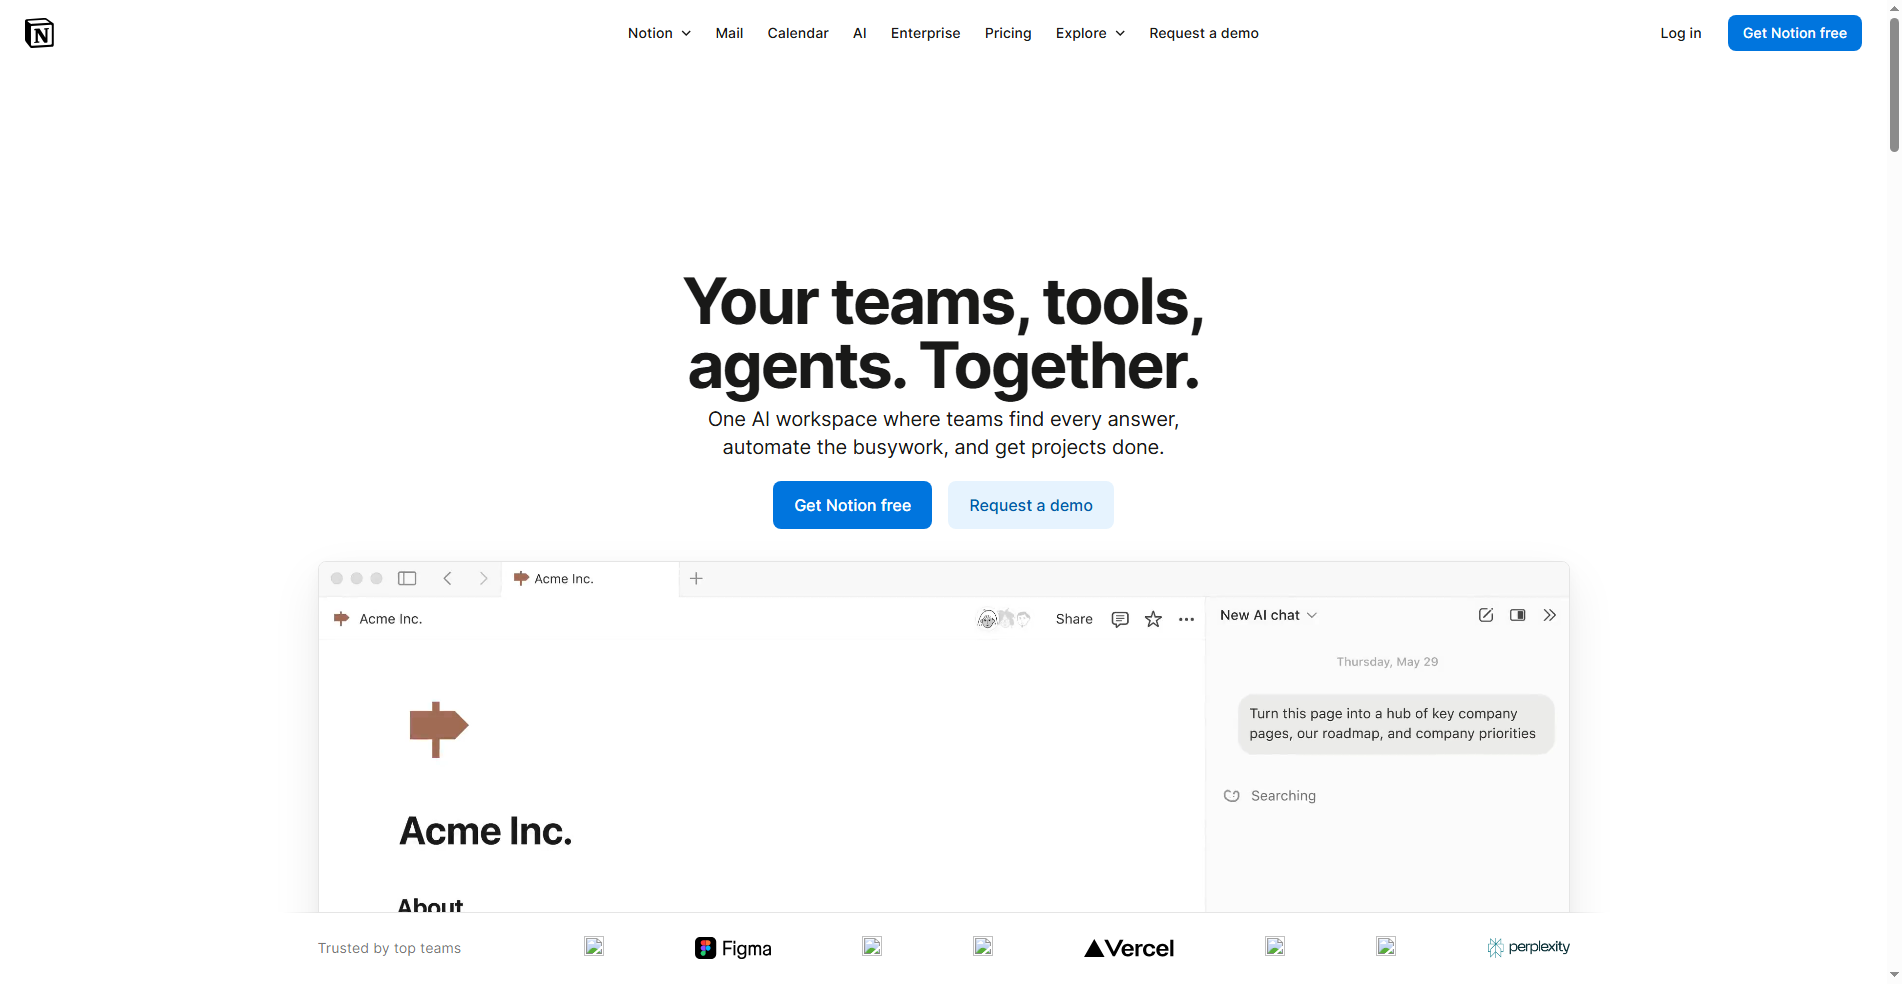 N
Notion
Mail
Calendar
AI
Enterprise
Pricing
Explore
Request a demo
Log in
Get Notion free
Your teams, tools,
agents. Together.
One AI workspace where teams find every answer,
automate the busywork, and get projects done.
Get Notion free
Request a demo
Acme Inc.
Acme Inc.
Share
New AI chat
Thursday, May 29
Turn this page into a hub of key company
pages, our roadmap, and company priorities
Searching
Acme Inc.
About
Trusted by top teams
Figma
Vercel
perplexity